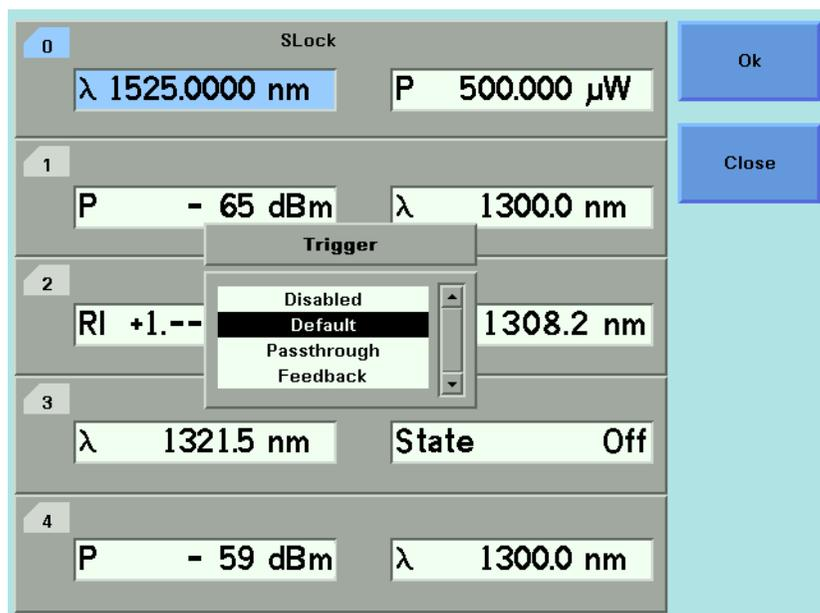 0
SLock
λ 1525.0000 nm
P 500.000 µW
Ok
1
P - 65 dBm
λ 1300.0 nm
Close
Trigger
Disabled
Default
Passthrough
Feedback
2
RI +1.--
1308.2 nm
3
λ 1321.5 nm
State Off
4
P - 59 dBm
λ 1300.0 nm